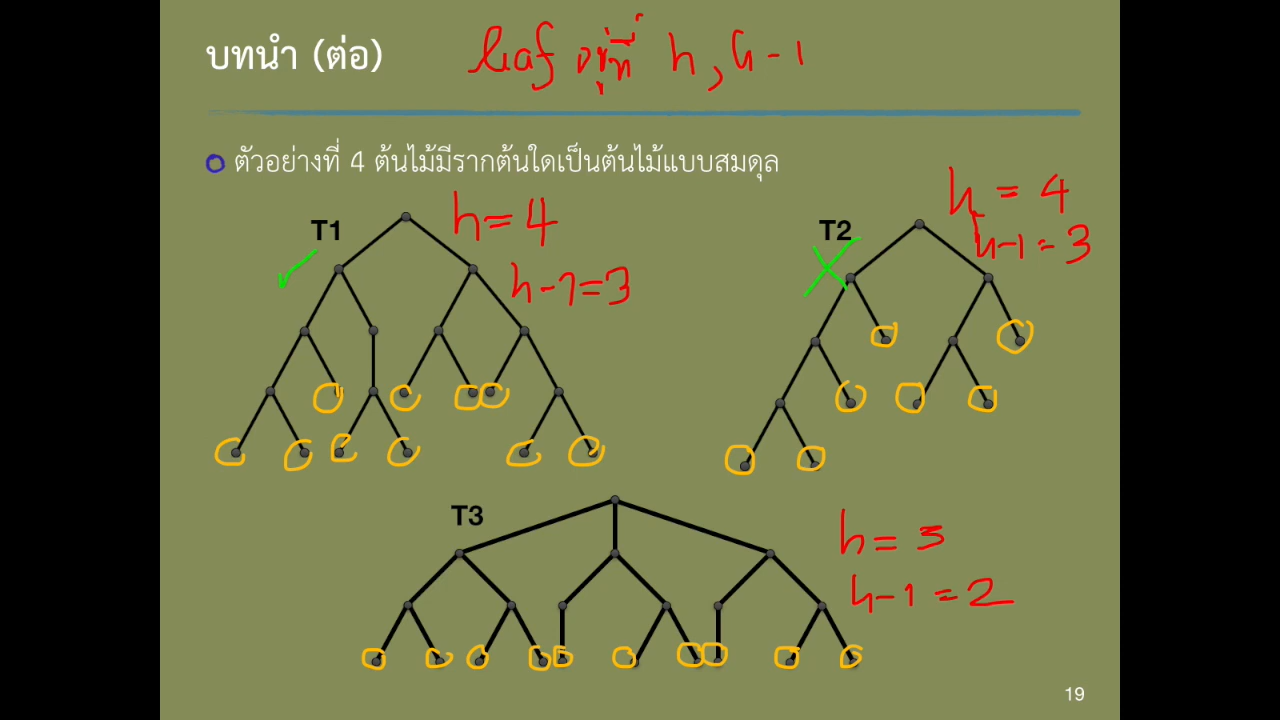 บทนำ (ต่อ)
leaf อยู่ที่ h, h-1
ตัวอย่างที่ 4 ต้นไม้มีรากต้นใดเป็นต้นไม้แบบสมดุล
T1
h=4
h-1=3
T2
h = 4
h-1=3
T3
h= 3
h-1 =2
19